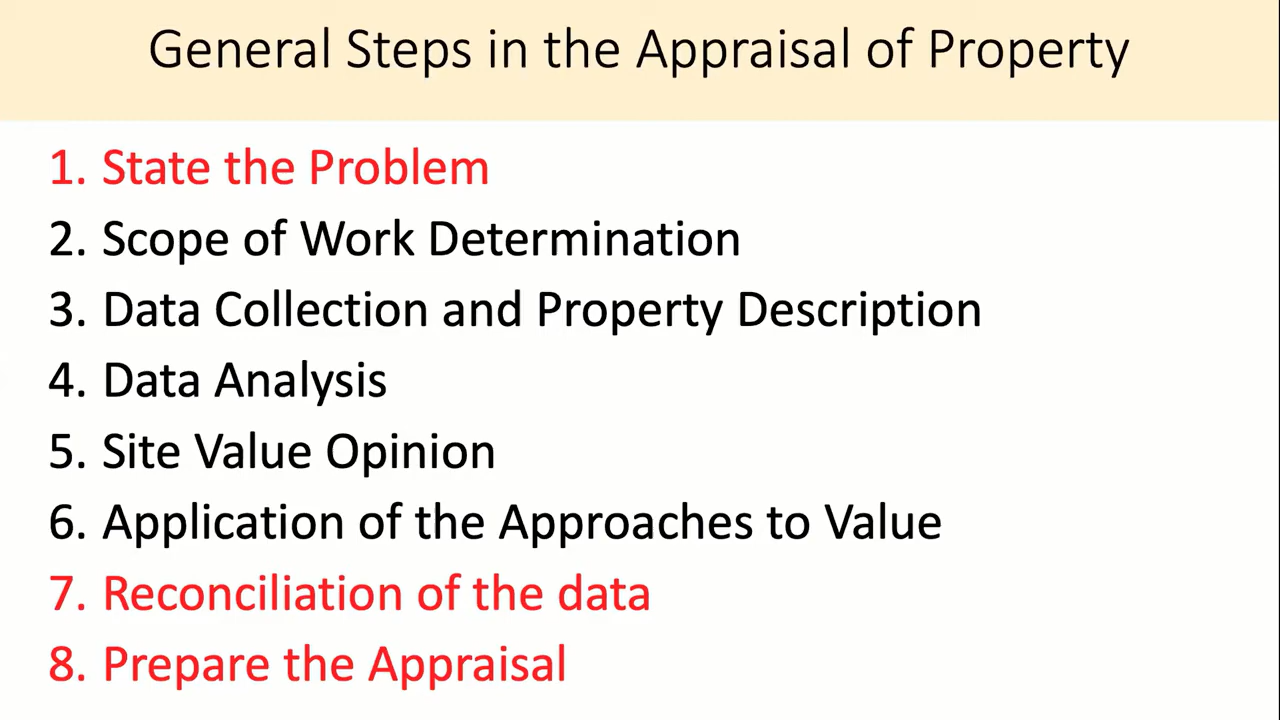 General Steps in the Appraisal of Property
1. State the Problem
2. Scope of Work Determination
3. Data Collection and Property Description
4. Data Analysis
5. Site Value Opinion
6. Application of the Approaches to Value
7. Reconciliation of the data
8. Prepare the Appraisal